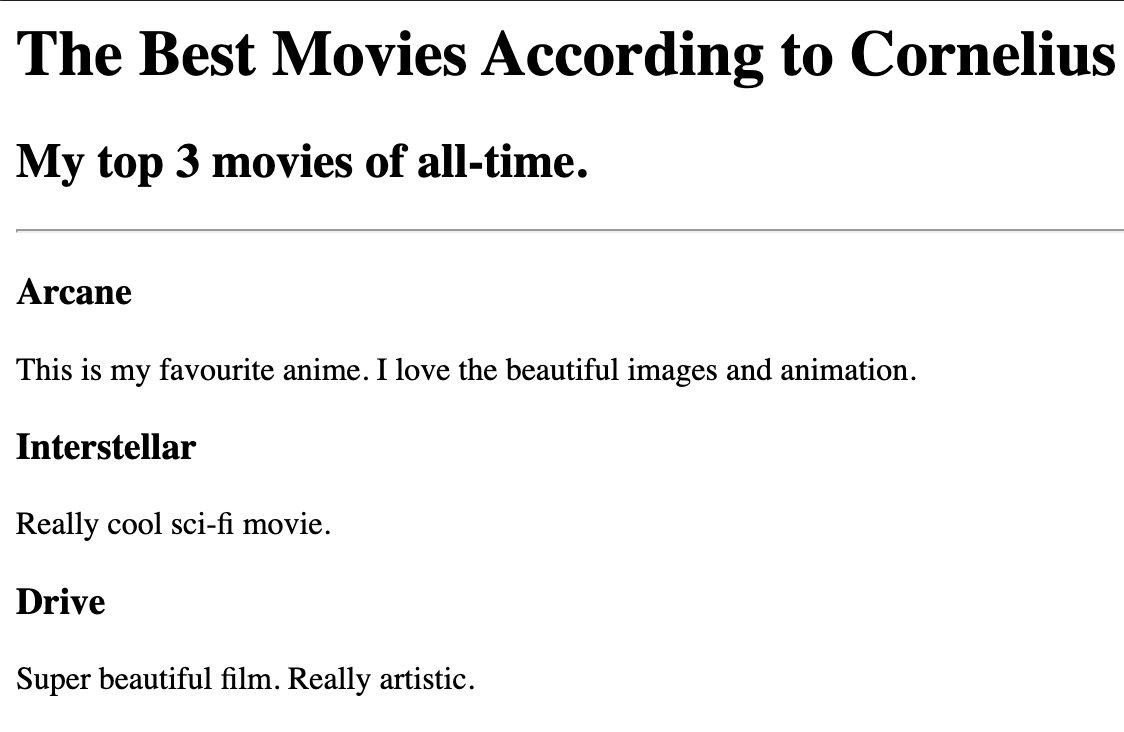 The Best Movies According to Cornelius
My top 3 movies of all-time.
Arcane
This is my favourite anime. I love the beautiful images and animation.
Interstellar
Really cool sci-fi movie.
Drive
Super beautiful film. Really artistic.